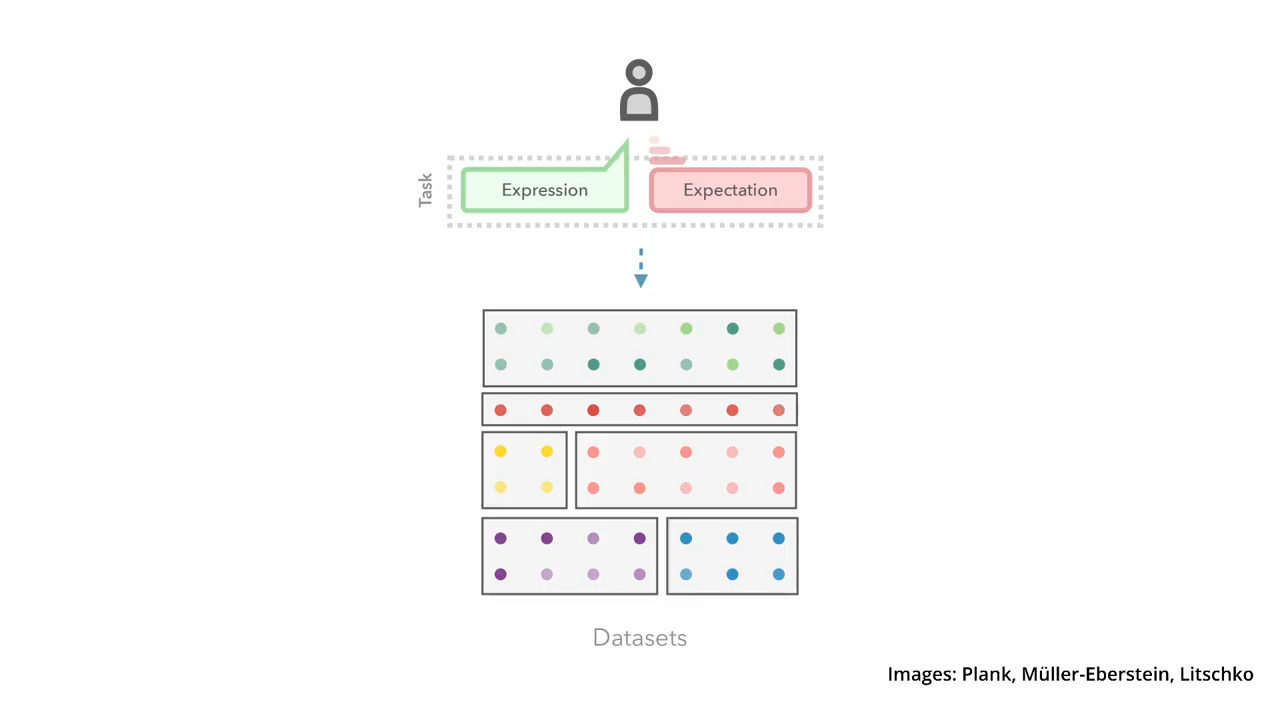 Task
Expression
Expectation
Datasets
Images: Plank, Müller-Eberstein, Litschko